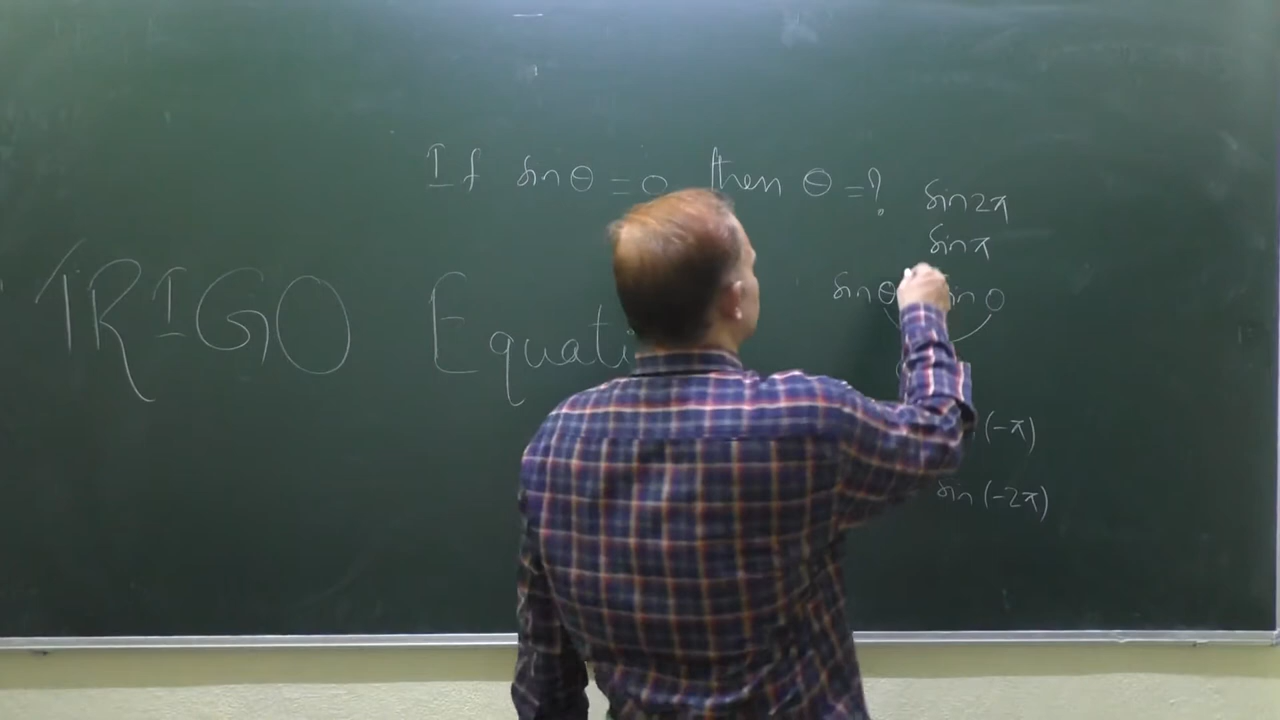 If sin θ = 0 then θ = ?
sin 2π
sin π
sin θ sin 0
TRIGO Equati
(-π)
sin (-2π)